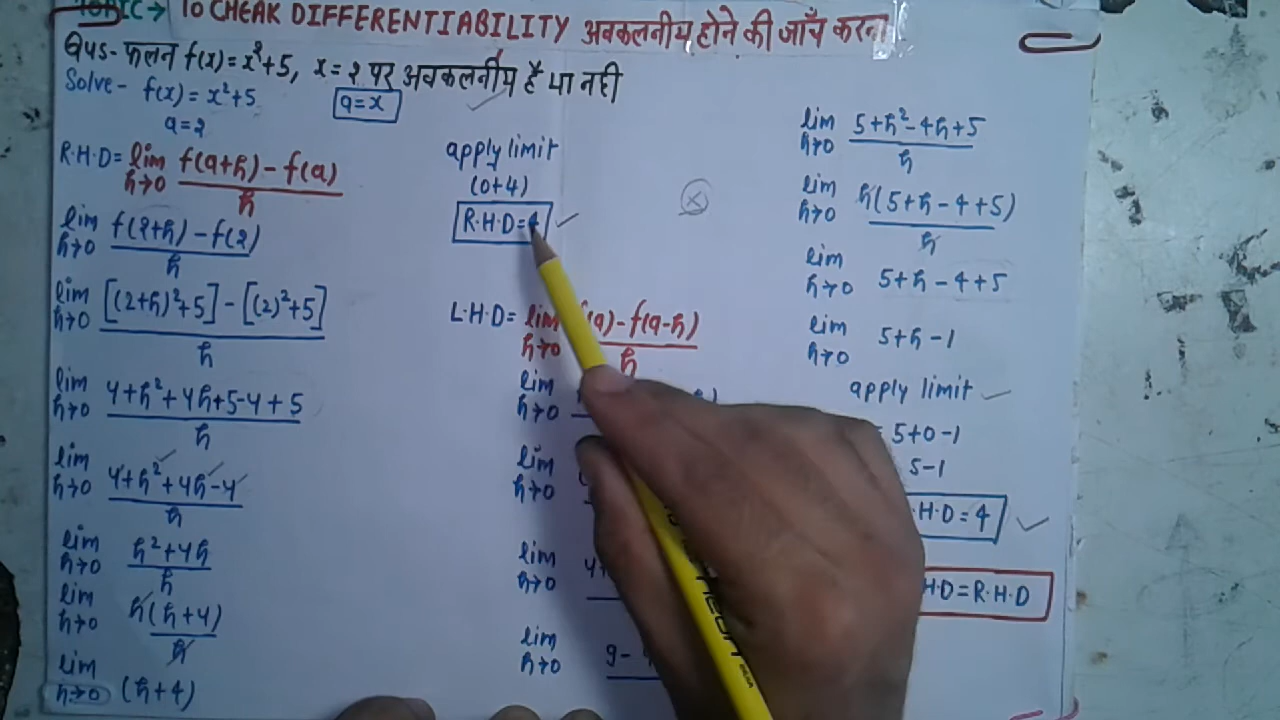 TOPIC → TO CHEAK DIFFERENTIABILITY अवकलनीय होने की जाँच करना
Qus- फलन f(x) = x²+5, x=2 पर अवकलनीय है या नही
Solve- f(x) = x²+5
a=x
a=2
R.H.D = lim h→0 f(a+h) - f(a) / h
lim h→0 f(2+h) - f(2) / h
lim h→0 [(2+h)²+5] - [(2)²+5] / h
lim h→0 4+h²+4h+5-4+5 / h
lim h→0 4+h²+4h-4 / h
lim h→0 h²+4h / h
lim h→0 h(h+4) / h
lim h→0 (h+4)
apply limit
(0+4)
R.H.D=4
L.H.D = lim h→0 f(a) - f(a-h) / h
lim h→0
lim h→0
lim h→0
lim h→0 9-
lim h→0 5+h²-4h+5 / h
lim h→0 h(5+h-4+5) / h
lim h→0 5+h-4+5
lim h→0 5+h-1
apply limit
5+0-1
5-1
H.D=4
H.D=R.H.D